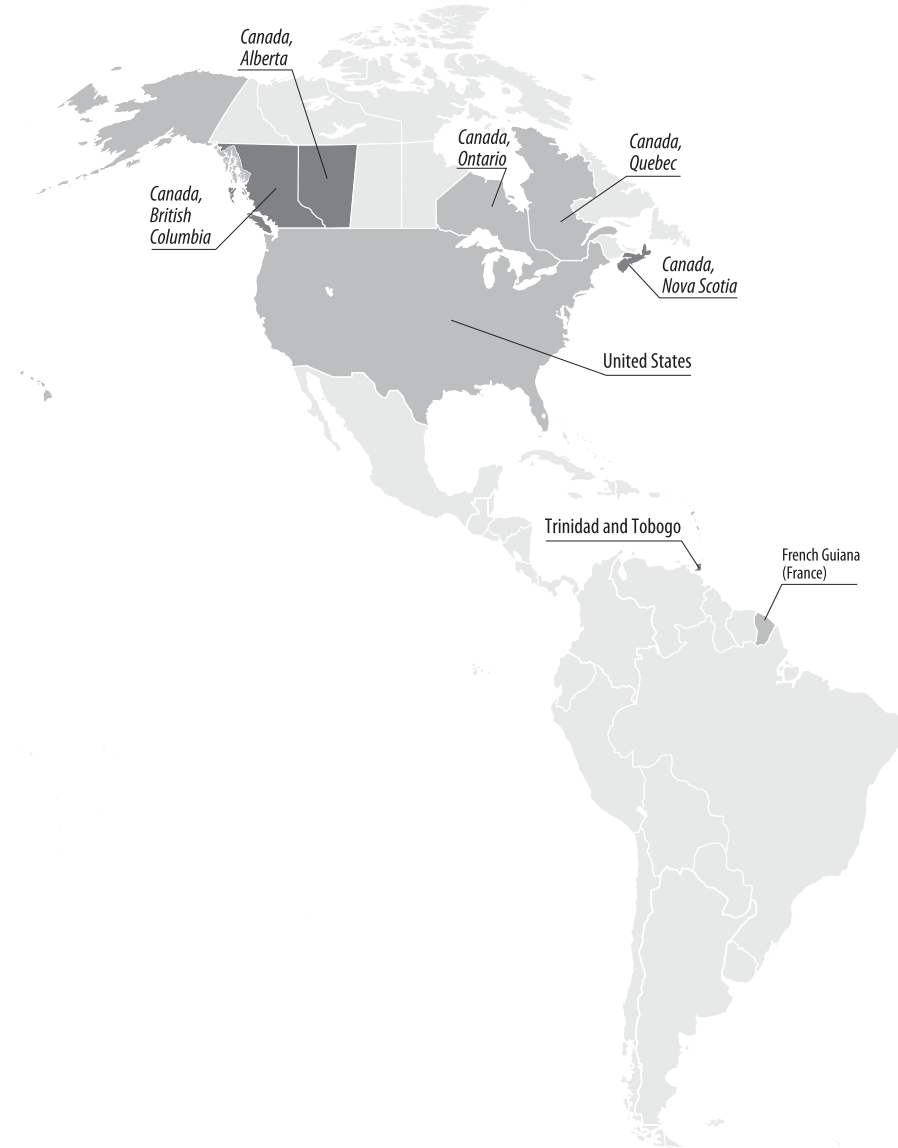 Canada,
Alberta
Canada,
Ontario
Canada,
Quebec
Canada,
British
Columbia
Canada,
Nova Scotia
United States
Trinidad and Tobogo
French Guiana
(France)